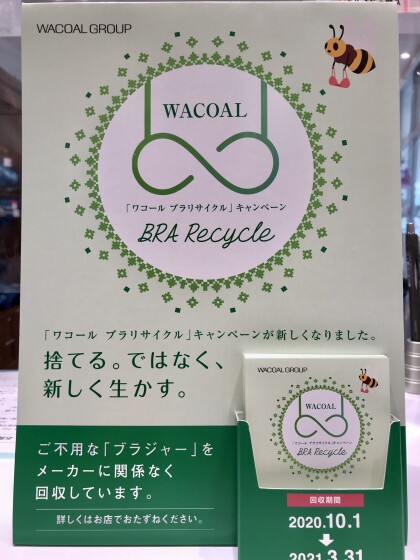 WACOAL GROUP
WACOAL
「ワコール ブラリサイクル」キャンペーン
BRA Recycle
「ワコール ブラリサイクル」キャンペーンが新しくなりました。
捨てる。ではなく、
新しく生かす。
ご不用な「ブラジャー」を
メーカーに関係なく
回収しています。
詳しくはお店でおたずねください。
WACOAL GROUP
WACOAL
「ワコール ブラリサイクル」キャンペーン
BRA Recycle
回収期間
2020.10.1
2021.3.31